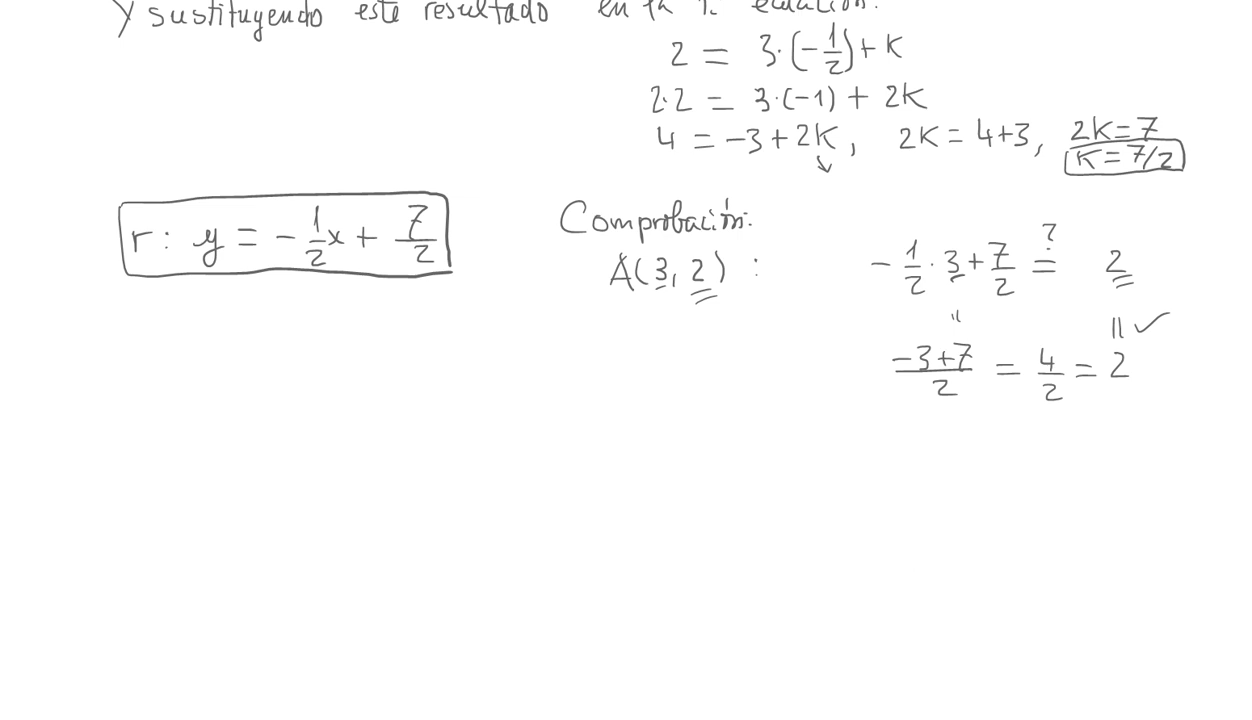 y sustituyendo este resultado en la 1ª ecuación:
2 = 3·(-1/2)+K
2·2 = 3·(-1) + 2K
4 = -3+2K, 2K = 4+3, 2K=7
K=7/2
r: y = -1/2x + 7/2
Comprobación:
A(3, 2) : -1/2·3+7/2 =? 2
= = ✓
(-3+7)/2 = 4/2 = 2